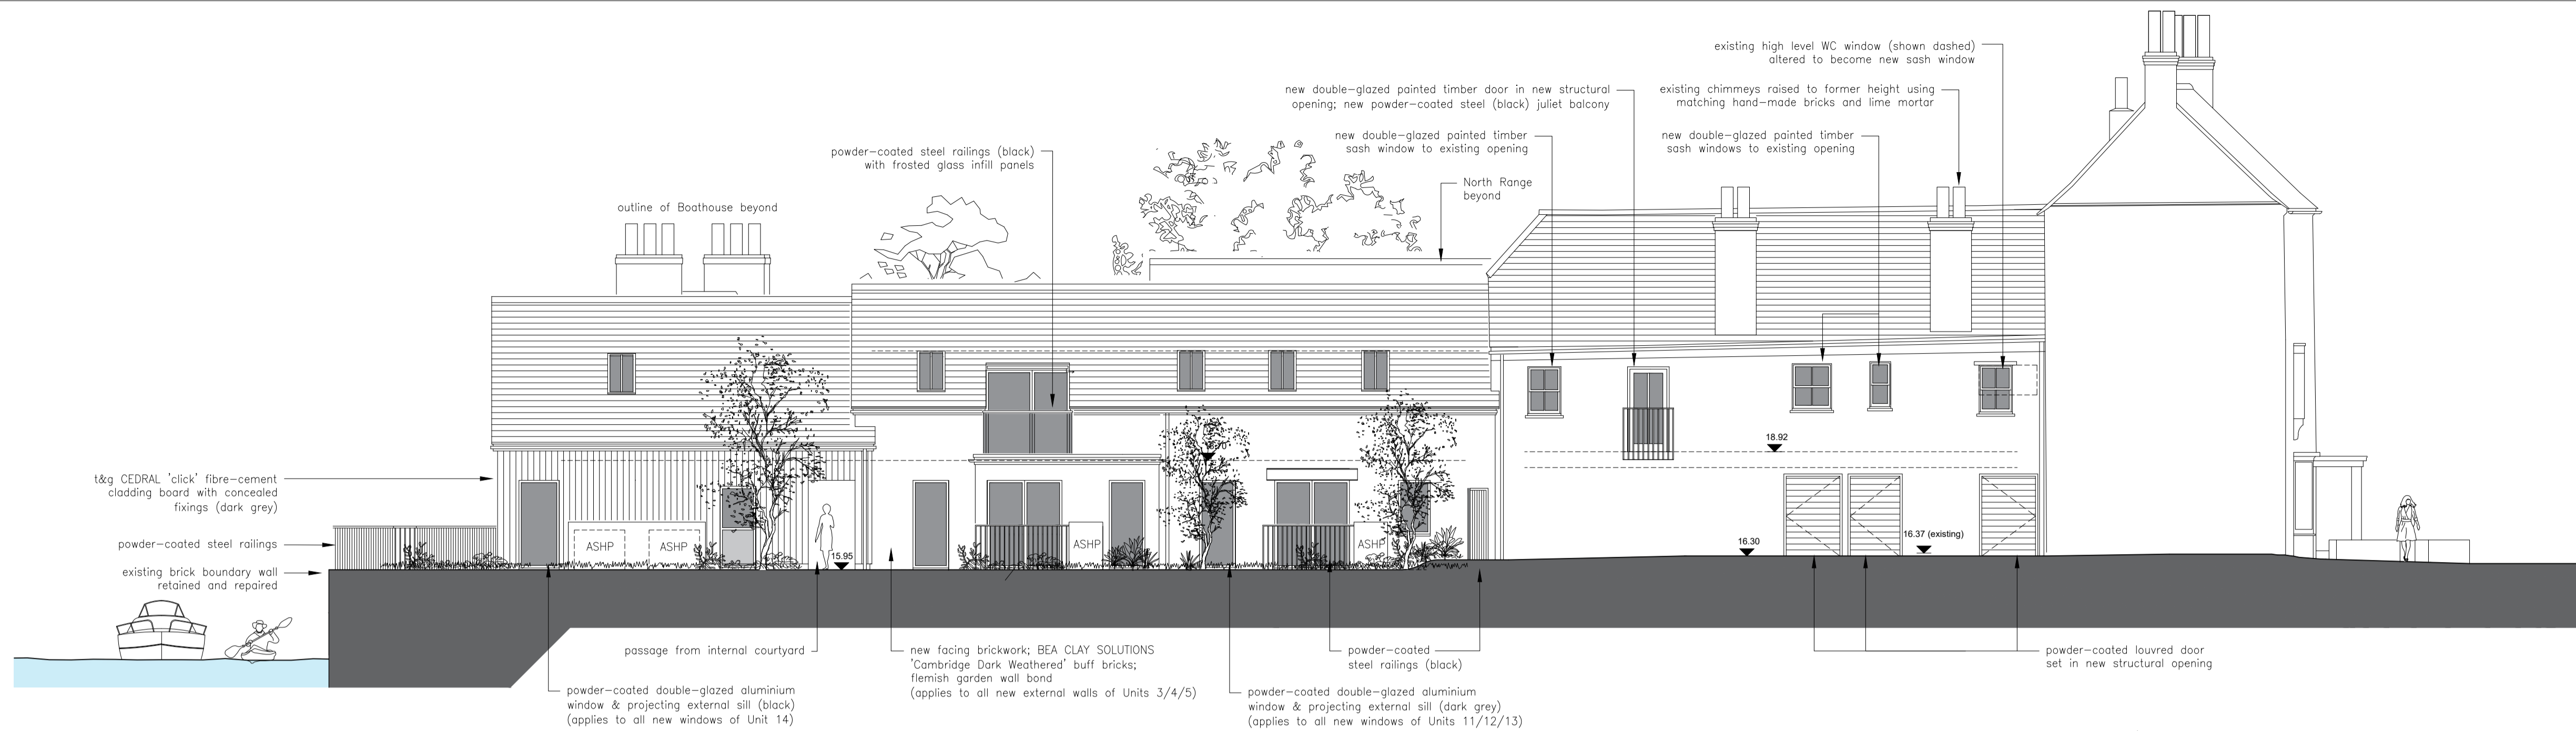 existing high level WC window (shown dashed)
altered to become new sash window
new double-glazed painted timber door in new structural
opening; new powder-coated steel (black) juliet balcony
existing chimneys raised to former height using
matching hand-made bricks and lime mortar
new double-glazed painted timber
sash window to existing opening
new double-glazed painted timber
sash windows to existing opening
powder-coated steel railings (black)
with frosted glass infill panels
North Range
beyond
outline of Boathouse beyond
18.92
t&g CEDRAL 'click' fibre-cement
cladding board with concealed
fixings (dark grey)
powder-coated steel railings
existing brick boundary wall
retained and repaired
ASHP
ASHP
15.95
ASHP
ASHP
16.30
16.37 (existing)
passage from internal courtyard
new facing brickwork; BEA CLAY SOLUTIONS
'Cambridge Dark Weathered' buff bricks;
flemish garden wall bond
(applies to all new external walls of Units 3/4/5)
powder-coated
steel railings (black)
powder-coated louvred door
set in new structural opening
powder-coated double-glazed aluminium
window & projecting external sill (black)
(applies to all new windows of Unit 14)
powder-coated double-glazed aluminium
window & projecting external sill (dark grey)
(applies to all new windows of Units 11/12/13)